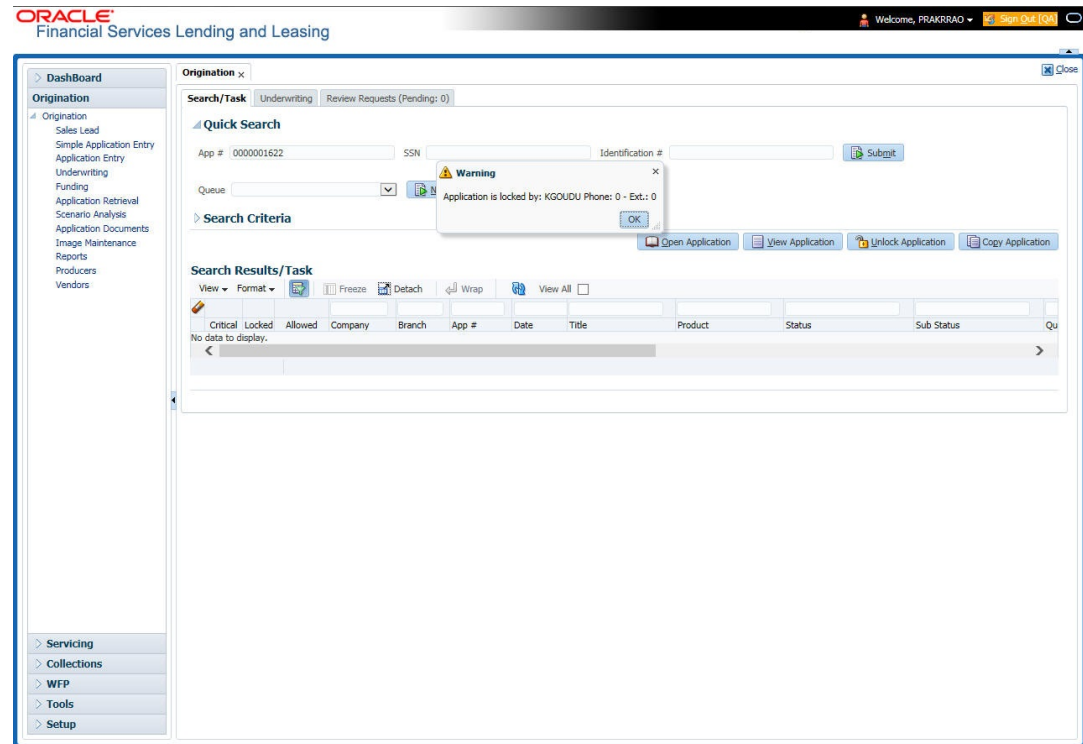 ORACLE
Financial Services Lending and Leasing
Welcome, PRAKRRAO
Sign Out [QA]
Close
DashBoard
Origination
Origination
Sales Lead
Simple Application Entry
Application Entry
Underwriting
Funding
Application Retrieval
Scenario Analysis
Application Documents
Image Maintenance
Reports
Producers
Vendors
Servicing
Collections
WFP
Tools
Setup
Origination x
Search/Task Underwriting Review Requests (Pending: 0)
Quick Search
App # 0000001622 SSN Identification # Submit
Queue N
Warning
Application is locked by: KGOUDU Phone: 0 - Ext.: 0
OK
Search Criteria
Open Application View Application Unlock Application Copy Application
Search Results/Task
View Format Freeze Detach Wrap View All
Critical Locked Allowed Company Branch App # Date Title Product Status Sub Status Qu
No data to display.